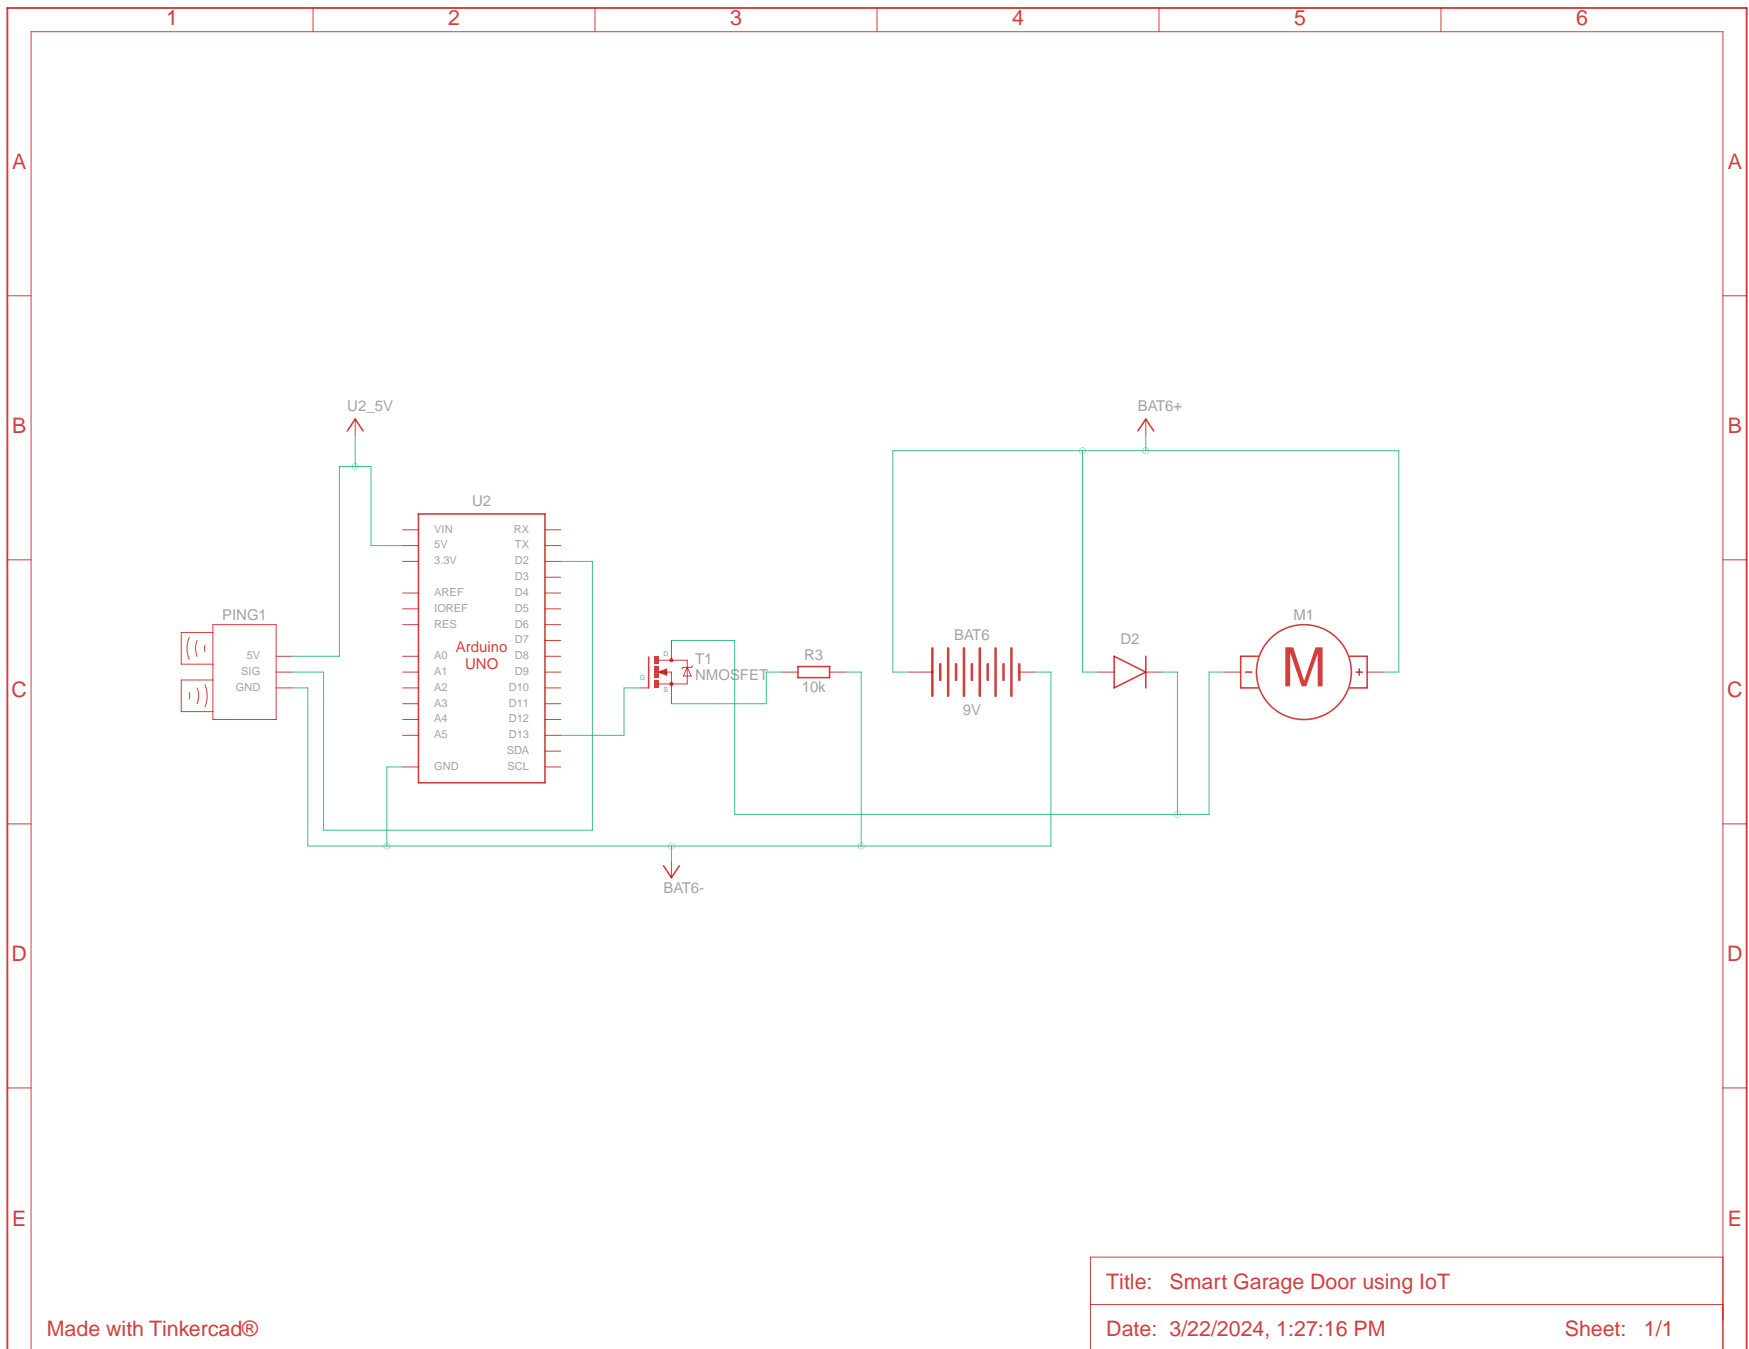 1 2 3 4 5 6
A A
B B
C C
D D
E E
U2_5V
BAT6+
U2
VIN RX
5V TX
3.3V D2
D3
AREF D4
IOREF D5
RES D6
D7
A0 D8
A1 D9
A2 D10
A3 D11
A4 D12
A5 D13
SDA
GND SCL
Arduino
UNO
PING1
5V
SIG
GND
D
G
S
T1
NMOSFET
R3
10k
BAT6
9V
D2
M1
M
-
+
BAT6-
Title: Smart Garage Door using IoT
Date: 3/22/2024, 1:27:16 PM Sheet: 1/1
Made with Tinkercad®